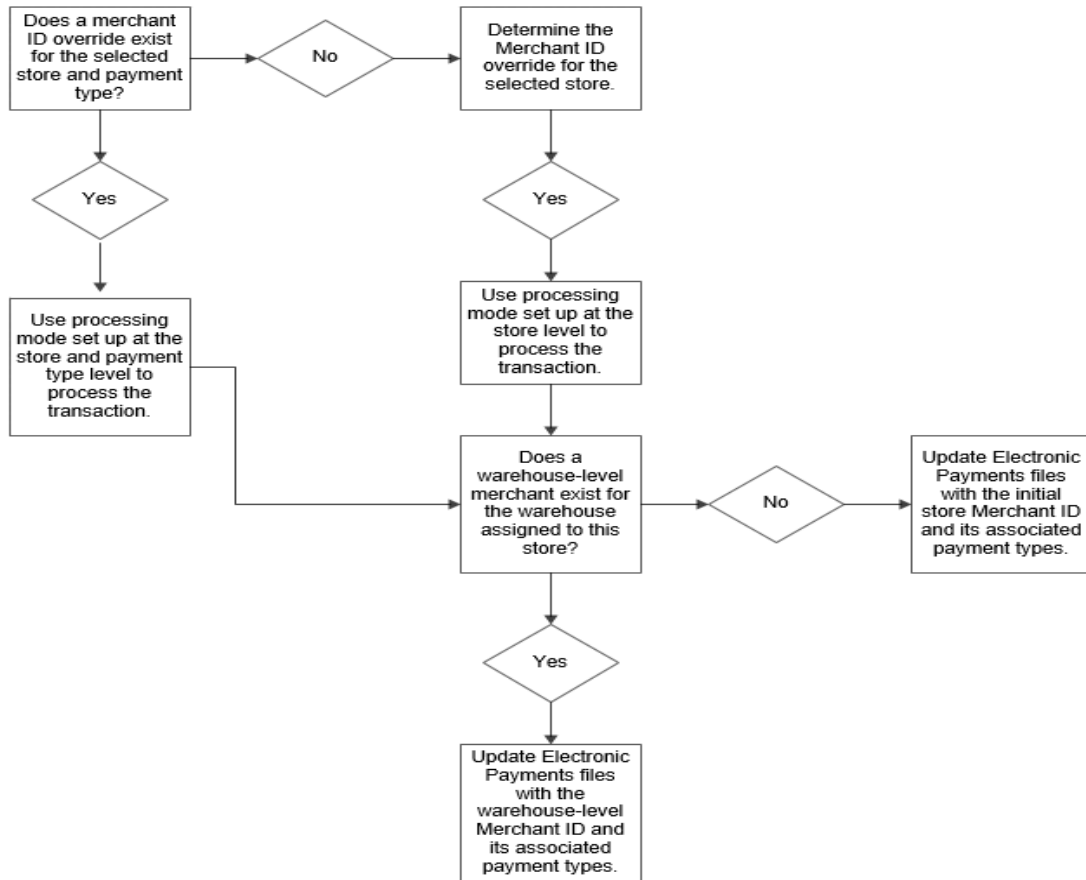 Does a merchant
ID override exist
for the selected
store and payment
type?
No
Determine the
Merchant ID
override for the
selected store.
Yes
Yes
Use processing
mode set up at the
store and payment
type level to
process the
transaction.
Use processing
mode set up at the
store level to
process the
transaction.
Does a
warehouse-level
merchant exist for
the warehouse
assigned to this
store?
No
Update Electronic
Payments files
with the initial
store Merchant ID
and its associated
payment types.
Yes
Update Electronic
Payments files
with the
warehouse-level
Merchant ID and
its associated
payment types.